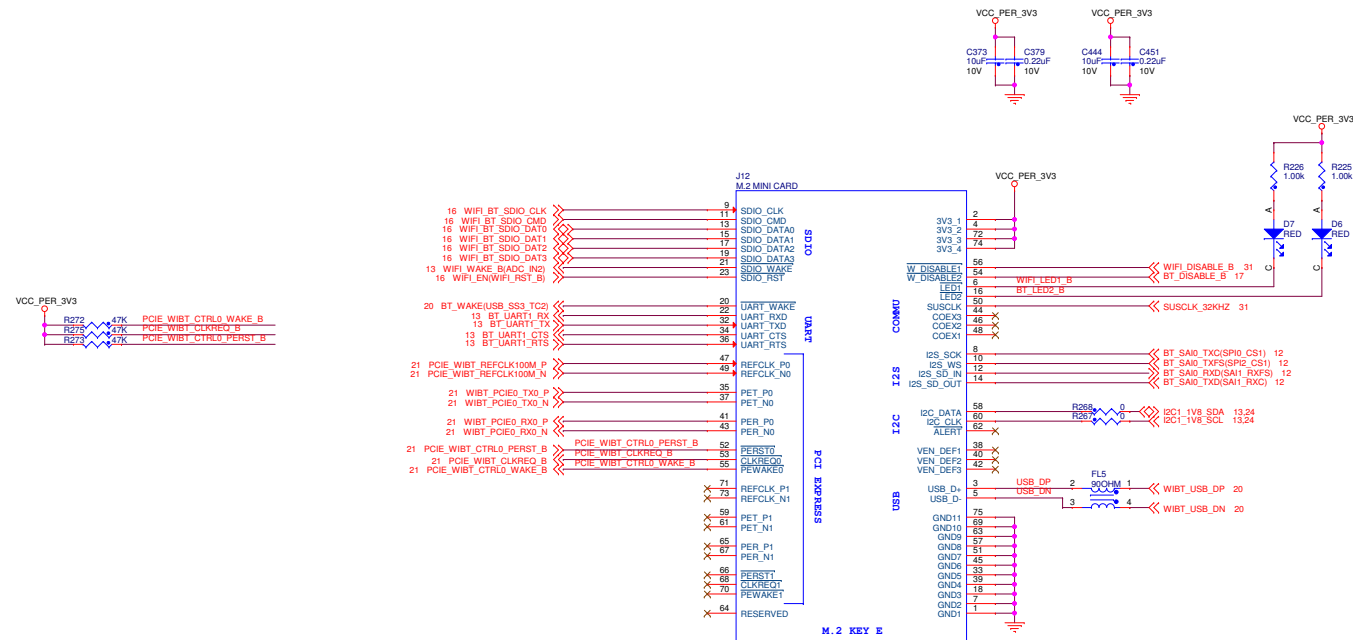 VCC_PER_3V3 VCC_PER_3V3
C373 C379 C444 C451
10uF 0.22uF 10uF 0.22uF
10V 10V 10V 10V
VCC_PER_3V3
R226 R225
1.00k 1.00k
A A
D7 D6
RED RED
C C
J12
M.2 MINI CARD
VCC_PER_3V3
16 WIFI_BT_SDIO_CLK 9 SDIO_CLK
16 WIFI_BT_SDIO_CMD 11 SDIO_CMD
16 WIFI_BT_SDIO_DAT0 13 SDIO_DATA0
16 WIFI_BT_SDIO_DAT1 15 SDIO_DATA1
16 WIFI_BT_SDIO_DAT2 17 SDIO_DATA2
16 WIFI_BT_SDIO_DAT3 19 SDIO_DATA3
13 WIFI_WAKE_B(ADC_IN2) 21 SDIO_WAKE
16 WIFI_EN(WIFI_RST_B) 23 SDIO_RST
SDIO
20 BT_WAKE(USB_SS3_TC2) 20 UART_WAKE
13 BT_UART1_RX 22 UART_RXD
13 BT_UART1_TX 32 UART_TXD
13 BT_UART1_CTS 34 UART_CTS
13 BT_UART1_RTS 36 UART_RTS
UART
VCC_PER_3V3
R272 47K PCIE_WIBT_CTRL0_WAKE_B
R275 47K PCIE_WIBT_CLKREQ_B
R273 47K PCIE_WIBT_CTRL0_PERST_B
21 PCIE_WIBT_REFCLK100M_P 47 REFCLK_P0
21 PCIE_WIBT_REFCLK100M_N 49 REFCLK_N0
21 WIBT_PCIE0_TX0_P 35 PET_P0
21 WIBT_PCIE0_TX0_N 37 PET_N0
21 WIBT_PCIE0_RX0_P 41 PER_P0
21 WIBT_PCIE0_RX0_N 43 PER_N0
21 PCIE_WIBT_CTRL0_PERST_B PCIE_WIBT_CTRL0_PERST_B 52 PERST0
21 PCIE_WIBT_CLKREQ_B PCIE_WIBT_CLKREQ_B 53 CLKREQ0
21 PCIE_WIBT_CTRL0_WAKE_B PCIE_WIBT_CTRL0_WAKE_B 55 PEWAKE0
71 REFCLK_P1
73 REFCLK_N1
59 PET_P1
61 PET_N1
65 PER_P1
67 PER_N1
66 PERST1
68 CLKREQ1
70 PEWAKE1
64 RESERVED
PCI EXPRESS
3V3_1 2
3V3_2 4
3V3_3 72
3V3_4 74
W_DISABLE1 56 WIFI_DISABLE_B 31
W_DISABLE2 54 BT_DISABLE_B 17
LED1 6 WIFI_LED1_B
LED2 16 BT_LED2_B
SUSCLK 50 SUSCLK_32KHZ 31
COEX3 44
COEX2 46
COEX1 48
COMMU
I2S_SCK 8 BT_SAI0_TXC(SPI0_CS1) 12
I2S_WS 10 BT_SAI0_TXFS(SPI2_CS1) 12
I2S_SD_IN 12 BT_SAI0_RXD(SAI1_RXFS) 12
I2S_SD_OUT 14 BT_SAI0_TXD(SAI1_RXC) 12
I2S
I2C_DATA 58 R268 0 I2C1_1V8_SDA 13,24
I2C_CLK 60 R267 0 I2C1_1V8_SCL 13,24
ALERT 62
I2C
VEN_DEF1 38
VEN_DEF2 40
VEN_DEF3 42
FL5
90OHM
USB_D+ 3 USB_DP 2 1 WIBT_USB_DP 20
USB_D- 5 USB_DN 3 4 WIBT_USB_DN 20
USB
GND11 75
GND10 69
GND9 63
GND8 57
GND7 51
GND6 45
GND5 33
GND4 39
GND3 18
GND2 7
GND1 1
M.2 KEY E